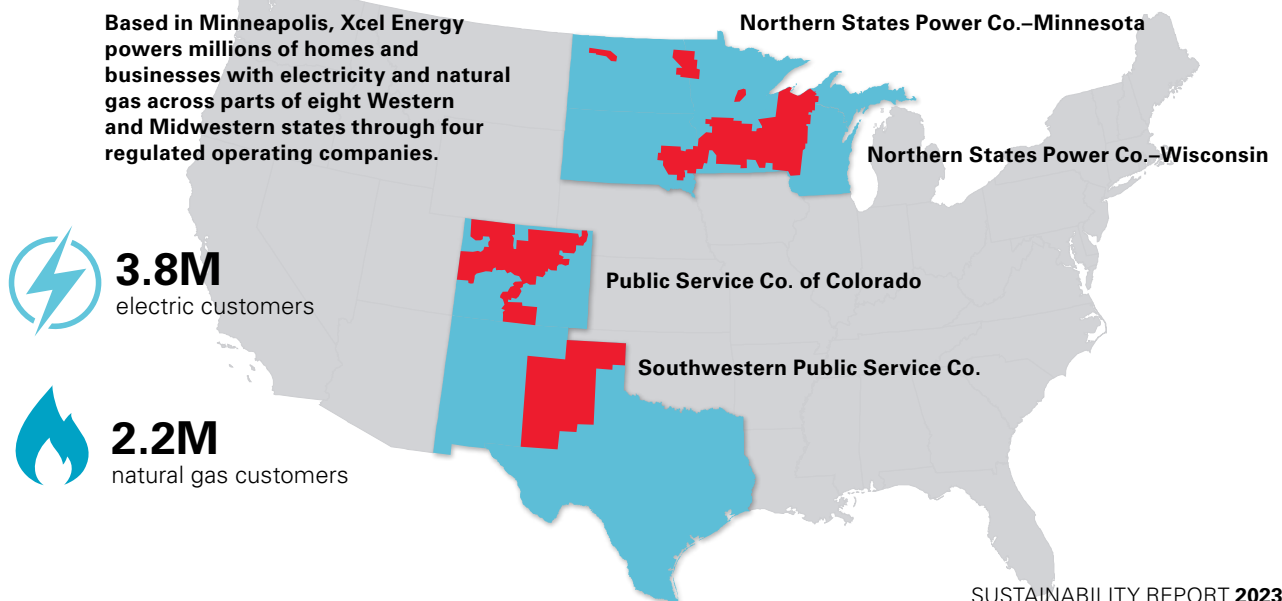 Based in Minneapolis, Xcel Energy
powers millions of homes and
businesses with electricity and natural
gas across parts of eight Western
and Midwestern states through four
regulated operating companies.
Northern States Power Co.–Minnesota
Northern States Power Co.–Wisconsin
3.8M
electric customers
Public Service Co. of Colorado
Southwestern Public Service Co.
2.2M
natural gas customers
SUSTAINABILITY REPORT 2023